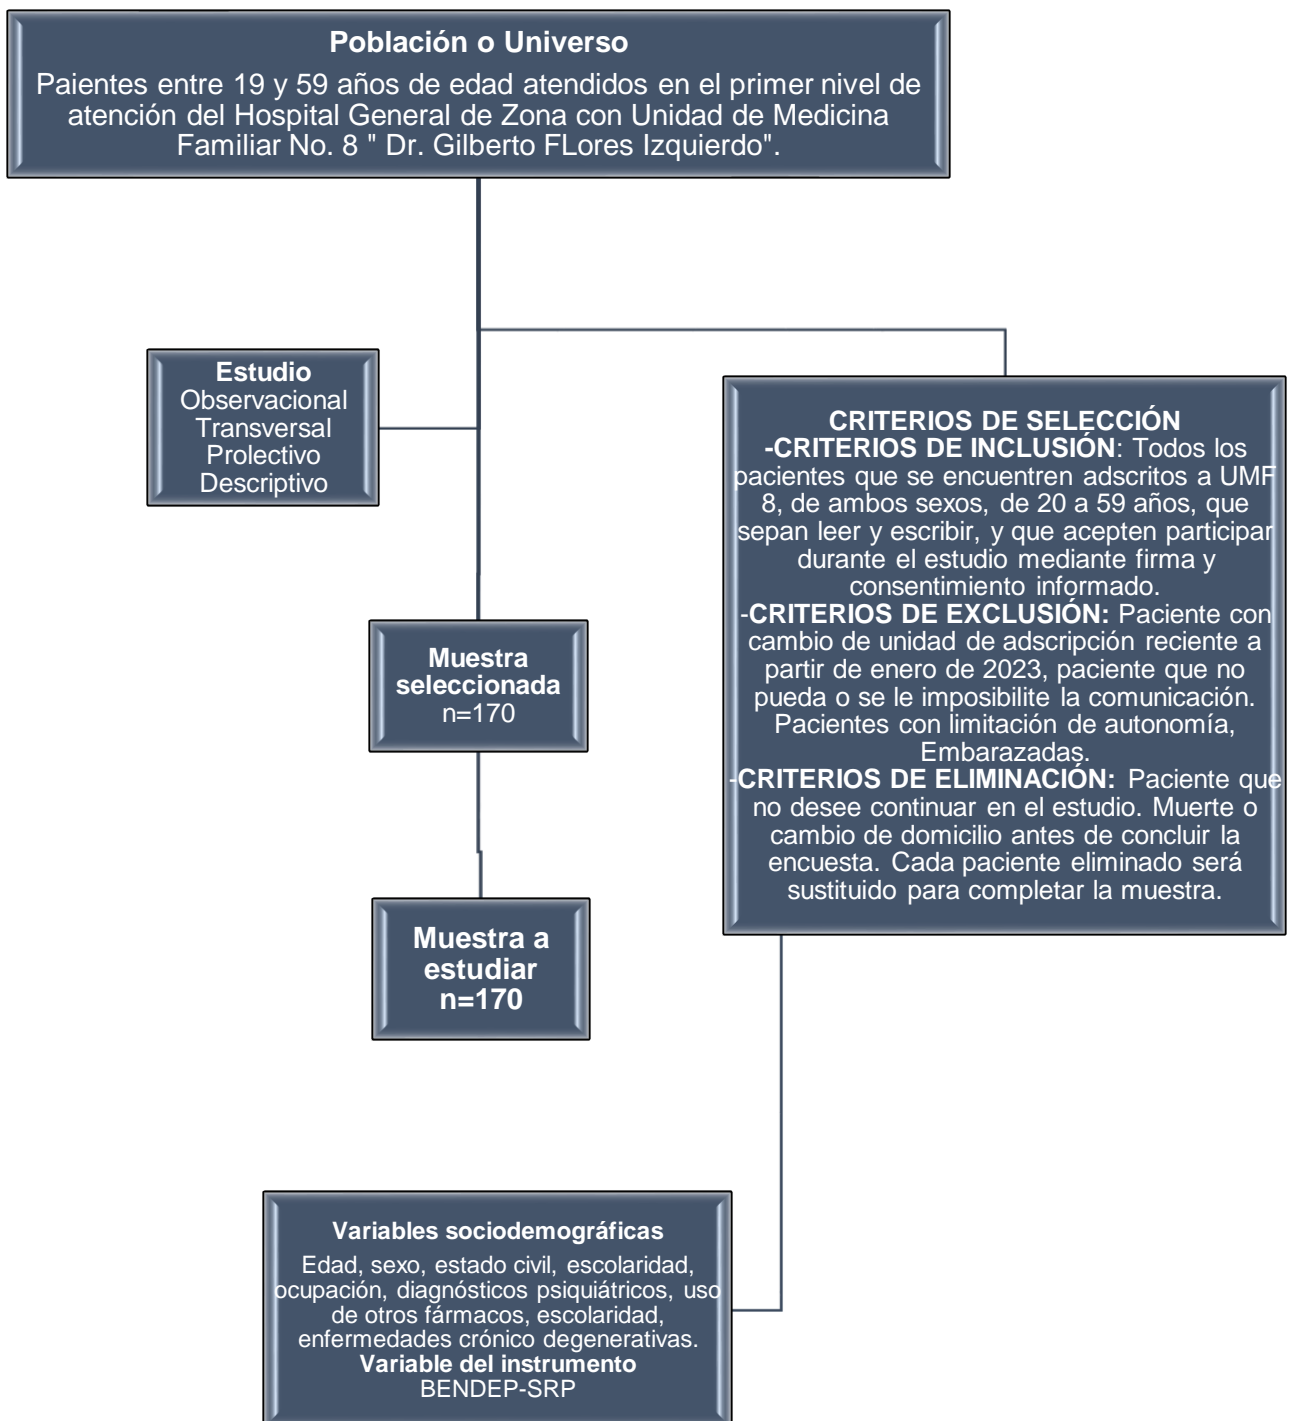 Población o Universo
Paientes entre 19 y 59 años de edad atendidos en el primer nivel de
atención del Hospital General de Zona con Unidad de Medicina
Familiar No. 8 " Dr. Gilberto FLores Izquierdo".
Estudio
Observacional
Transversal
Prolectivo
Descriptivo
CRITERIOS DE SELECCIÓN
-CRITERIOS DE INCLUSIÓN: Todos los
pacientes que se encuentren adscritos a UMF
8, de ambos sexos, de 20 a 59 años, que
sepan leer y escribir, y que acepten participar
durante el estudio mediante firma y
consentimiento informado.
-CRITERIOS DE EXCLUSIÓN: Paciente con
cambio de unidad de adscripción reciente a
partir de enero de 2023, paciente que no
pueda o se le imposibilite la comunicación.
Pacientes con limitación de autonomía,
Embarazadas.
-CRITERIOS DE ELIMINACIÓN: Paciente que
no desee continuar en el estudio. Muerte o
cambio de domicilio antes de concluir la
encuesta. Cada paciente eliminado será
sustituido para completar la muestra.
Muestra
seleccionada
n=170
Muestra a
estudiar
n=170
Variables sociodemográficas
Edad, sexo, estado civil, escolaridad,
ocupación, diagnósticos psiquiátricos, uso
de otros fármacos, escolaridad,
enfermedades crónico degenerativas.
Variable del instrumento
BENDEP-SRP